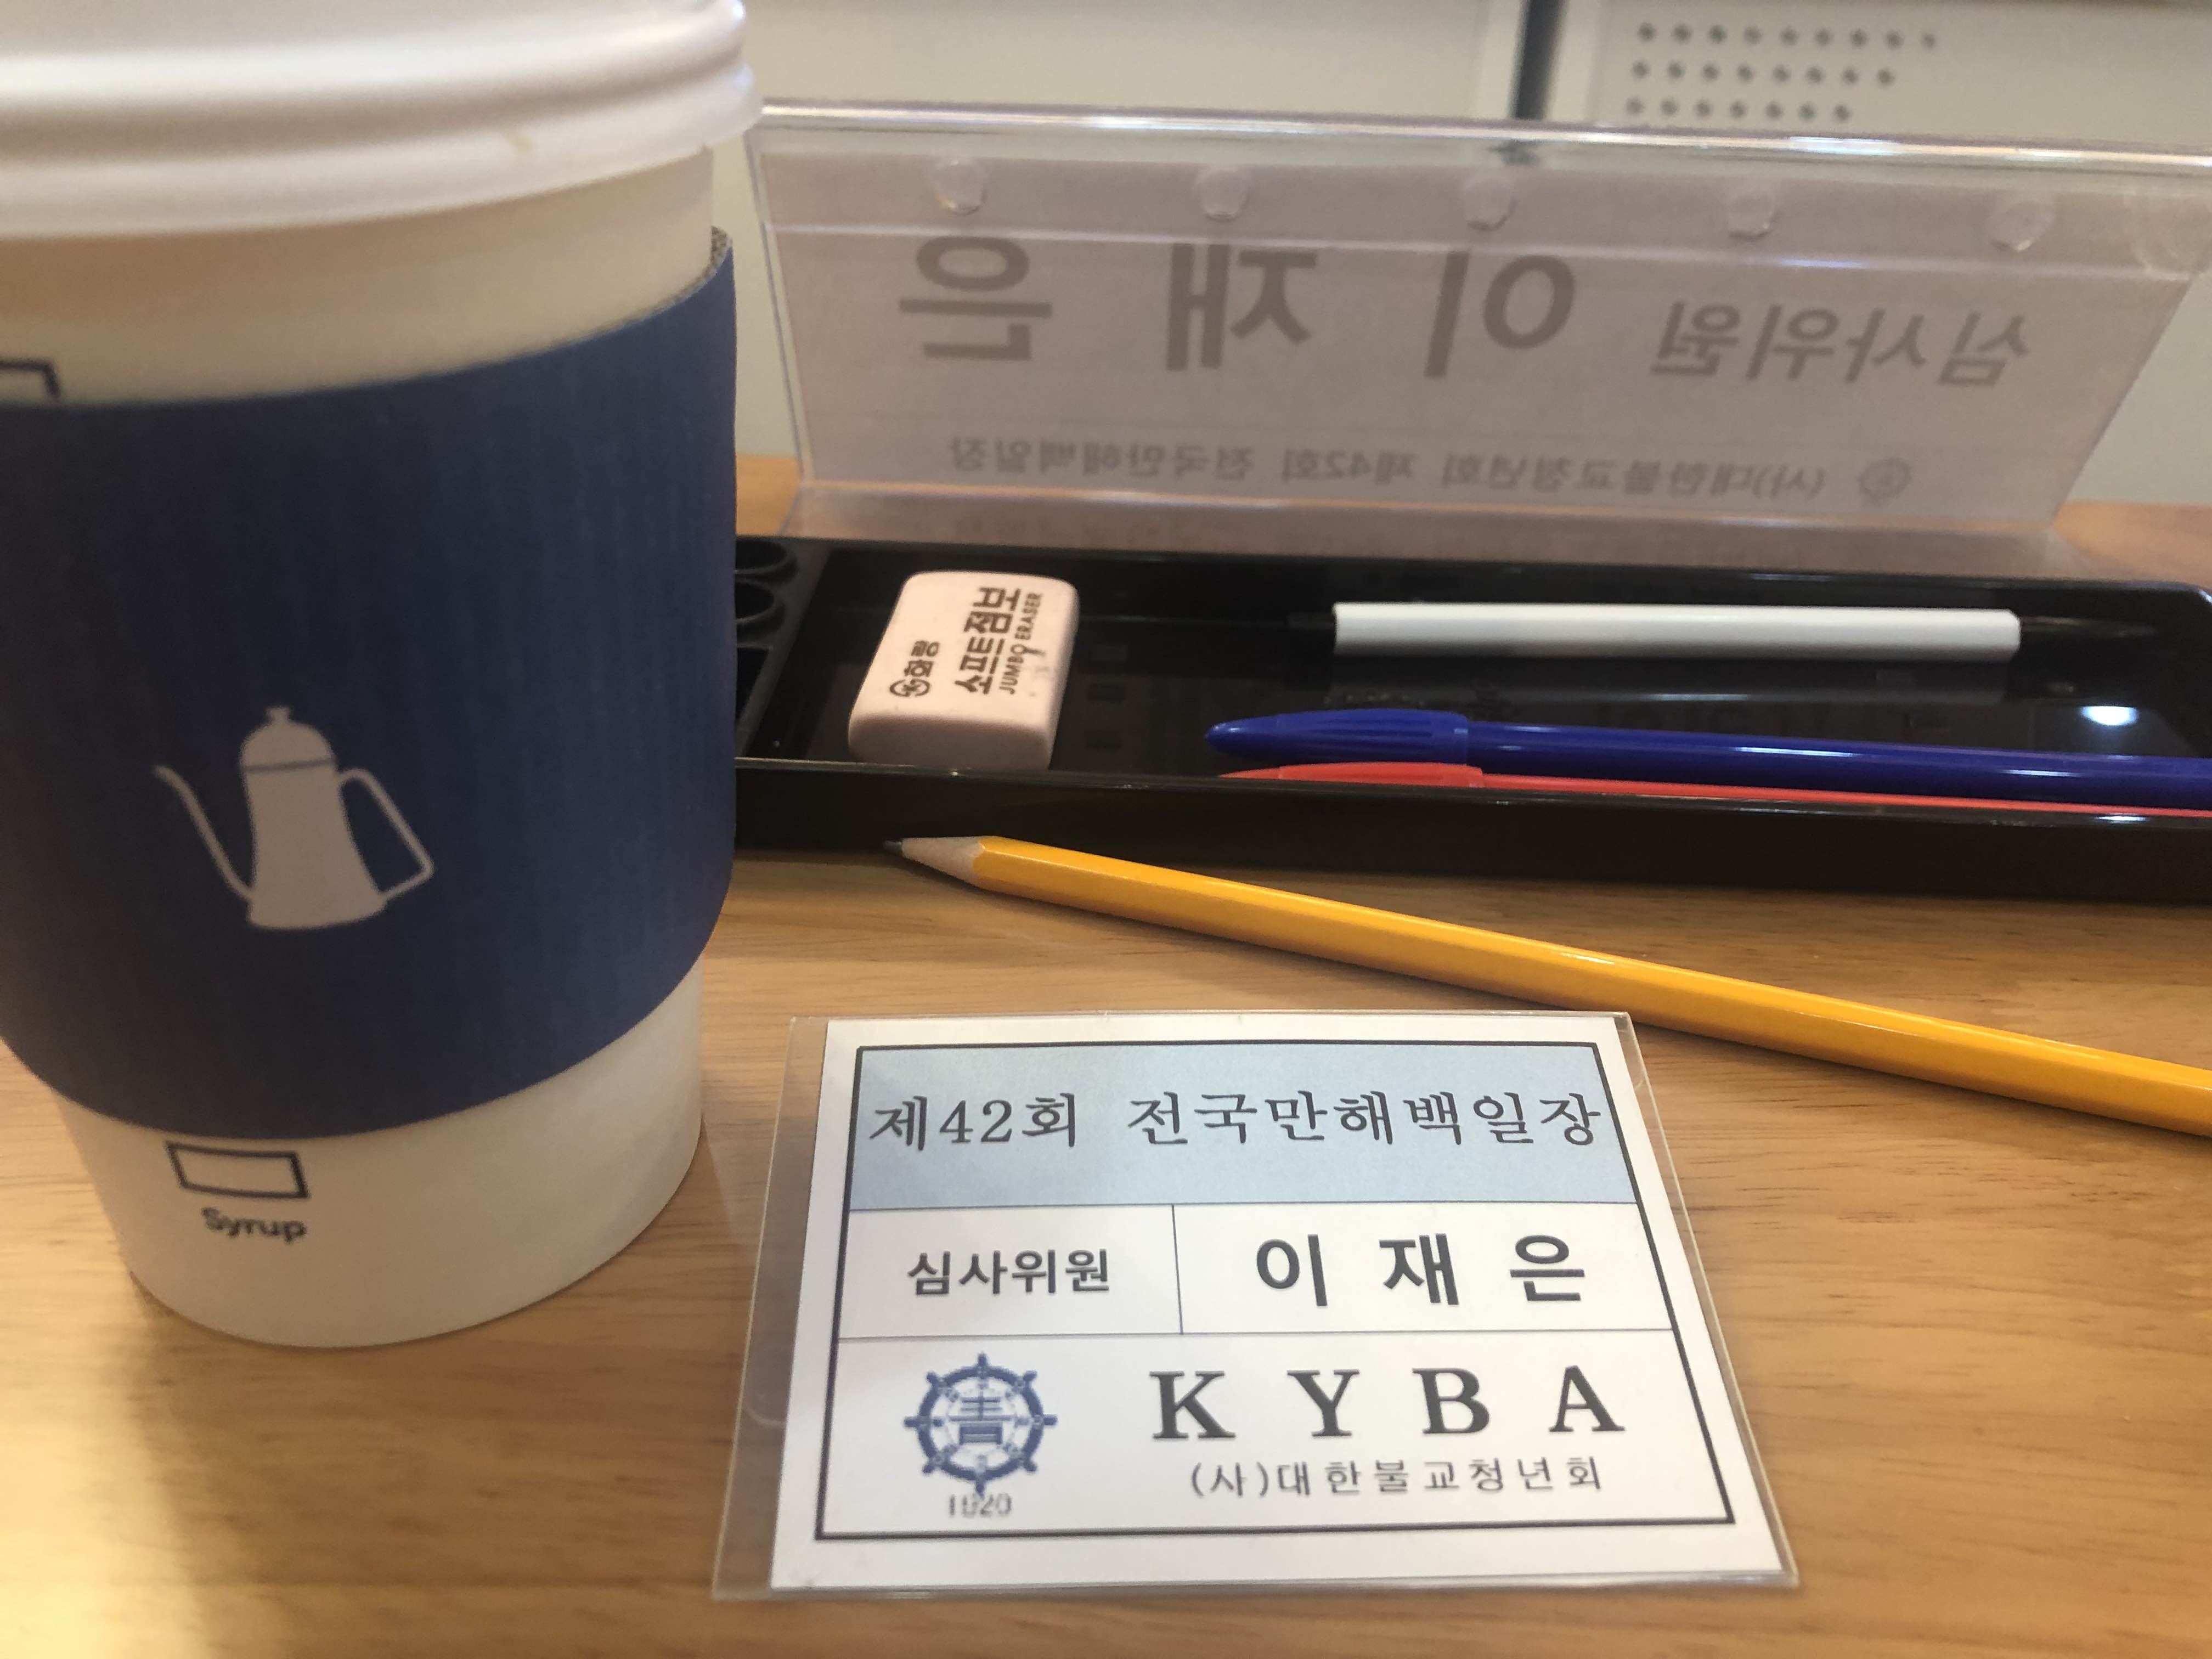 심사위원 이 재 은
(사)대한불교청년회 제42회 전국만해백일장
화랑
소프트점보
JUMBO ERASER
Syrup
제42회 전국만해백일장
심사위원 이 재 은
靑
K Y B A
(사)대한불교청년회
1920